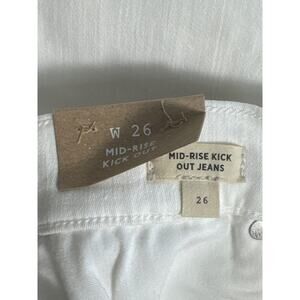 W 26
MID-RISE
KICK OUT
MID-RISE KICK
OUT JEANS
26